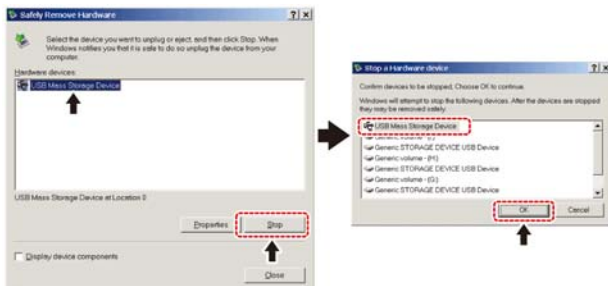 Safely Remove Hardware
Select the device you want to unplug or eject, and then click Stop. When
Windows notifies you that it is safe to do so unplug the device from your
computer.
Hardware devices:
USB Mass Storage Device
USB Mass Storage Device at Location 0
Properties
Stop
Display device components
Close
Stop a Hardware device
Confirm devices to be stopped, Choose OK to continue.
Windows will attempt to stop the following devices. After the devices are stopped
they may be removed safely.
USB Mass Storage Device
Generic volume - (I:)
Generic STORAGE DEVICE USB Device
Generic volume - (H:)
Generic STORAGE DEVICE USB Device
Generic volume - (G:)
Generic STORAGE DEVICE USB Device
OK
Cancel